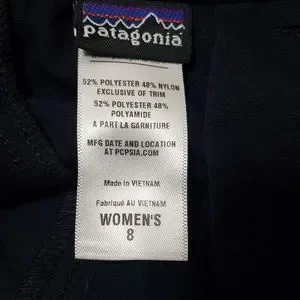 patagonia
52% POLYESTER 48% NYLON
EXCLUSIVE OF TRIM
52% POLYESTER 48%
POLYAMIDE
A PART LA GARNITURE
MFG DATE AND LOCATION
AT PCPSIA.COM
Made in VIETNAM
Fabriqué AU VIETNAM
WOMEN'S
8